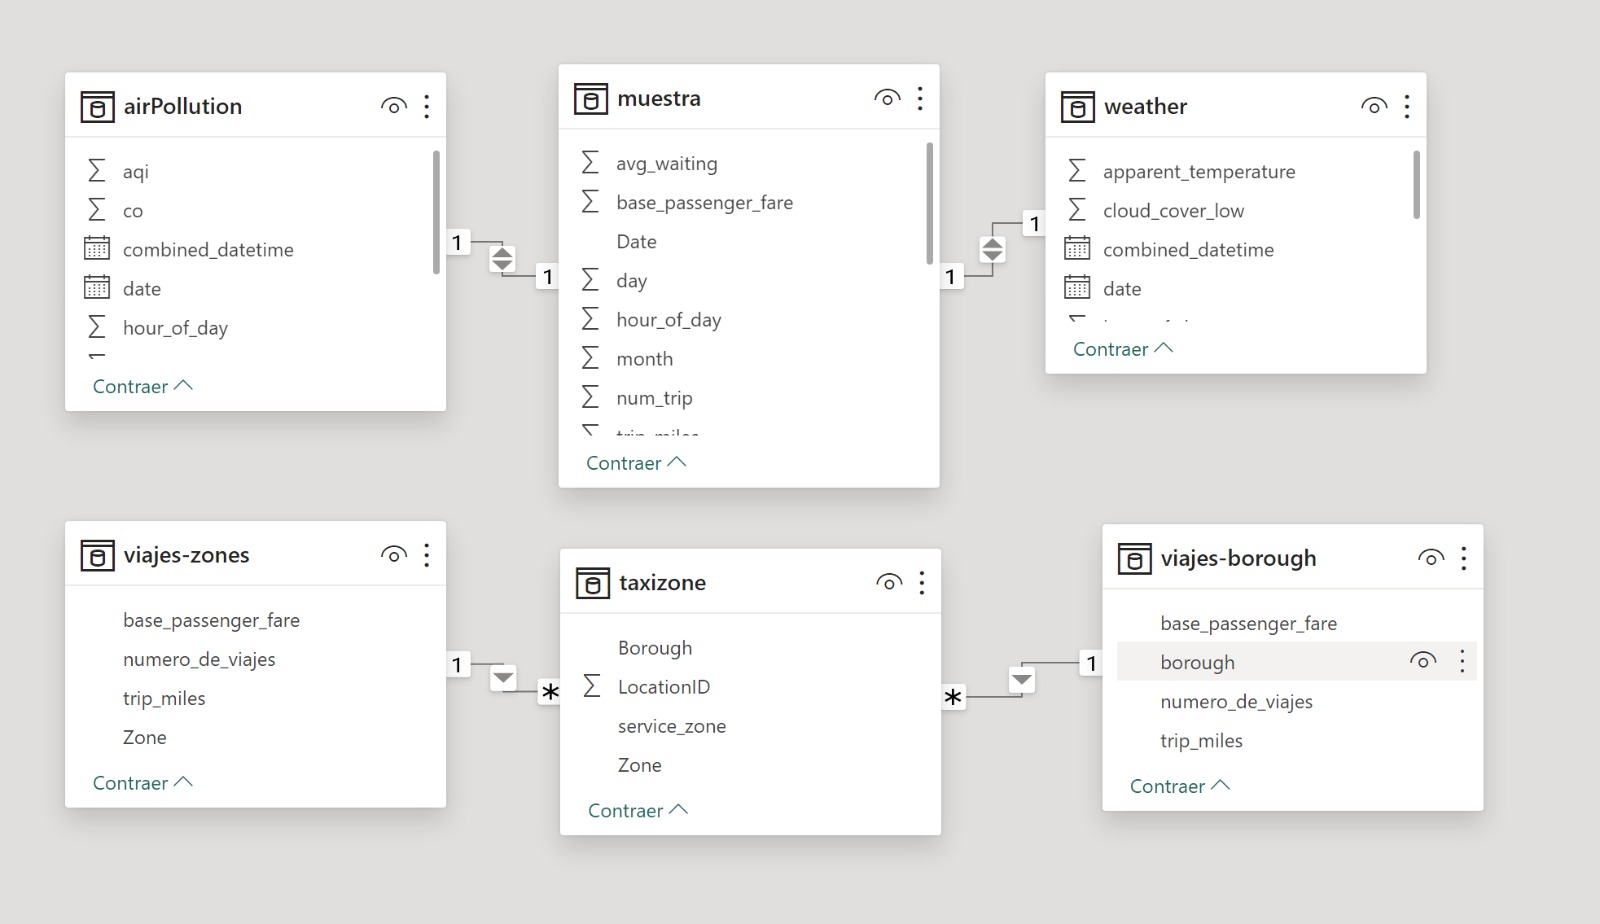 airPollution
aqi
co
combined_datetime
date
hour_of_day
Contraer
1
1
muestra
avg_waiting
base_passenger_fare
Date
day
hour_of_day
month
num_trip
trip_miles
Contraer
1
1
weather
apparent_temperature
cloud_cover_low
combined_datetime
date
Contraer
viajes-zones
base_passenger_fare
numero_de_viajes
trip_miles
Zone
Contraer
1
*
taxizone
Borough
LocationID
service_zone
Zone
Contraer
*
1
viajes-borough
base_passenger_fare
borough
numero_de_viajes
trip_miles
Contraer